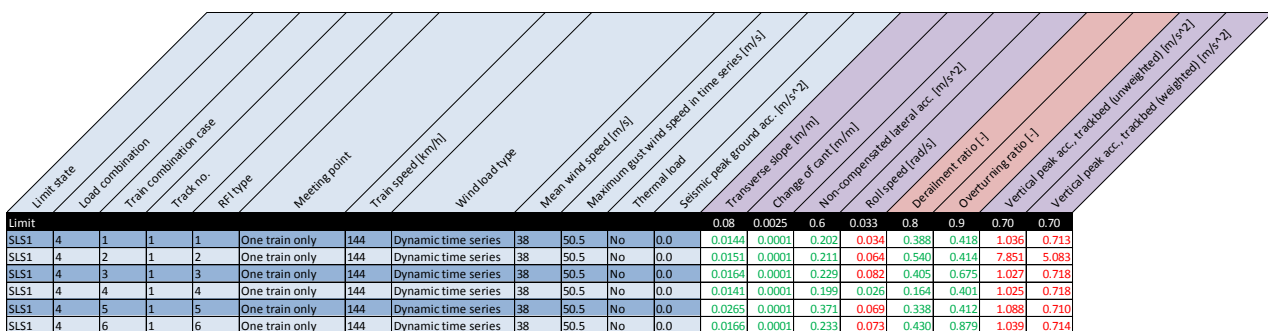 Limit state
Load combination
Train combination case
Track no.
RFI type
Meeting point
Train speed [km/h]
Wind load type
Mean wind speed [m/s]
Maximum gust wind speed in time series [m/s]
Thermal load
Seismic peak ground acc. [m/s^2]
Transverse slope [m/m]
Change of cant [m/m]
Non-compensated lateral acc. [m/s^2]
Roll speed [rad/s]
Derailment ratio [-]
Overturning ratio [-]
Vertical peak acc., trackbed (unweighted) [m/s^2]
Vertical peak acc., trackbed (weighted) [m/s^2]
Limit 0.08 0.0025 0.6 0.033 0.8 0.9 0.70 0.70
SLS1 4 1 1 1 One train only 144 Dynamic time series 38 50.5 No 0.0 0.0144 0.0001 0.202 0.034 0.388 0.418 1.036 0.713
SLS1 4 2 1 2 One train only 144 Dynamic time series 38 50.5 No 0.0 0.0151 0.0001 0.211 0.064 0.540 0.414 7.851 5.083
SLS1 4 3 1 3 One train only 144 Dynamic time series 38 50.5 No 0.0 0.0164 0.0001 0.229 0.082 0.405 0.675 1.027 0.718
SLS1 4 4 1 4 One train only 144 Dynamic time series 38 50.5 No 0.0 0.0141 0.0001 0.199 0.026 0.164 0.401 1.025 0.718
SLS1 4 5 1 5 One train only 144 Dynamic time series 38 50.5 No 0.0 0.0265 0.0001 0.371 0.069 0.338 0.412 1.088 0.710
SLS1 4 6 1 6 One train only 144 Dynamic time series 38 50.5 No 0.0 0.0166 0.0001 0.233 0.073 0.430 0.879 1.039 0.714